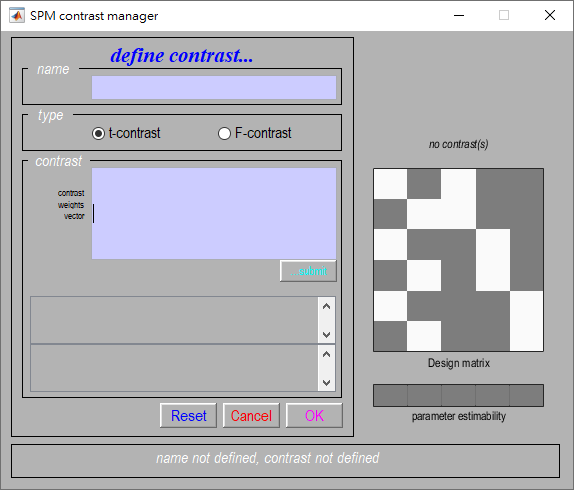 SPM contrast manager
define contrast...
name
type
t-contrast
F-contrast
contrast
contrast
weights
vector
...submit
Reset
Cancel
OK
no contrast(s)
Design matrix
parameter estimability
name not defined, contrast not defined